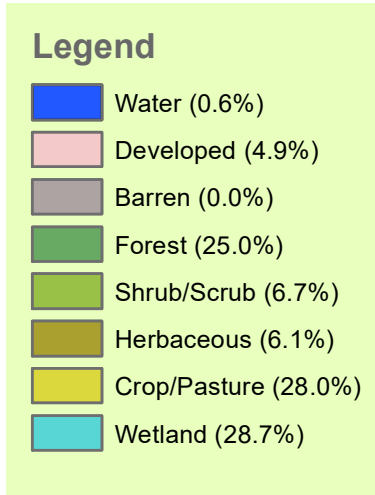 Legend
Water (0.6%)
Developed (4.9%)
Barren (0.0%)
Forest (25.0%)
Shrub/Scrub (6.7%)
Herbaceous (6.1%)
Crop/Pasture (28.0%)
Wetland (28.7%)